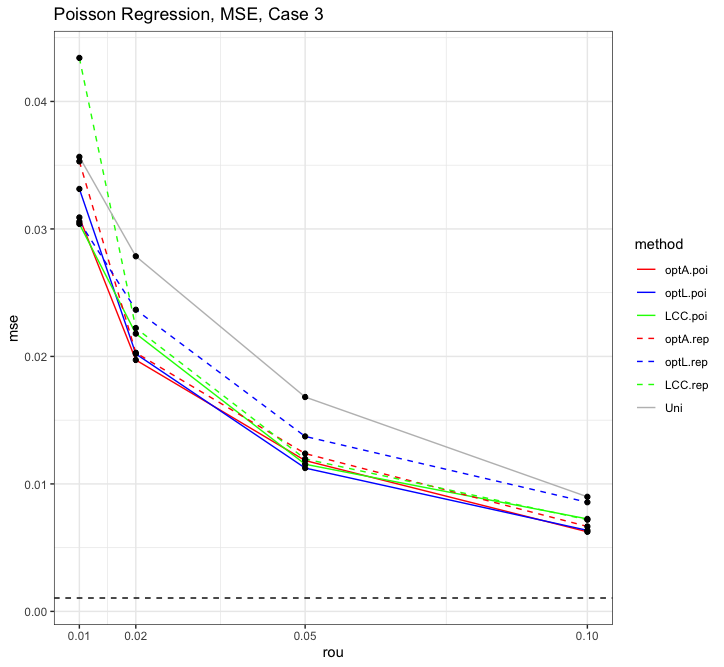 Poisson Regression, MSE, Case 3
mse
0.04
0.03
0.02
0.01
0.00
0.01
0.02
0.05
0.10
rou
method
optA.poi
optL.poi
LCC.poi
optA.rep
optL.rep
LCC.rep
Uni